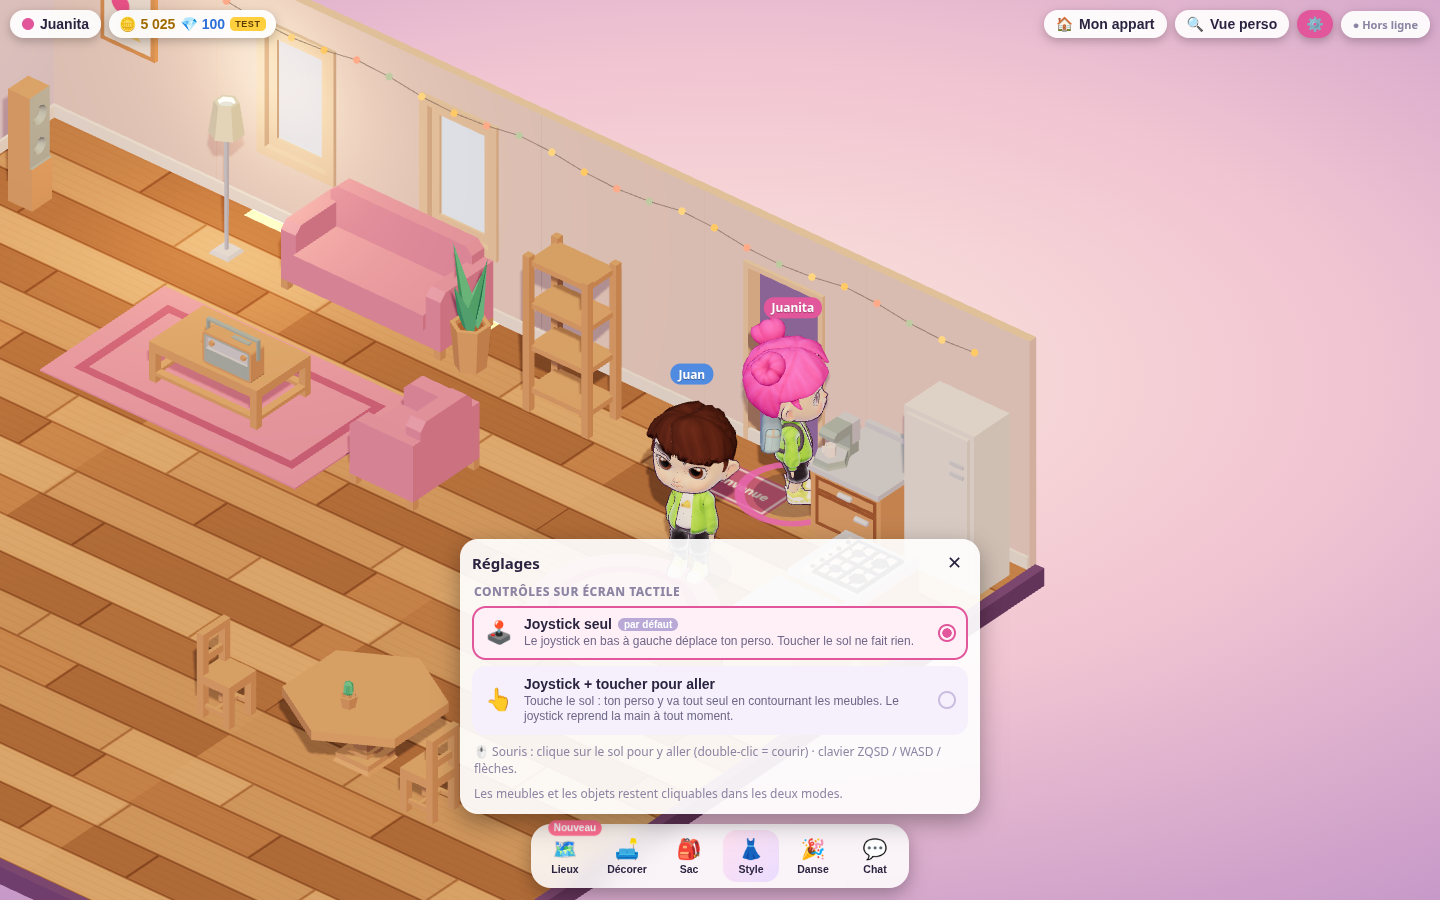 Juanita
5 025 100 TEST
Mon appart
Vue perso
Hors ligne
Juanita
Juan
Réglages
CONTRÔLES SUR ÉCRAN TACTILE
Joystick seul par défaut
Le joystick en bas à gauche déplace ton perso. Toucher le sol ne fait rien.
Joystick + toucher pour aller
Touche le sol : ton perso y va tout seul en contournant les meubles. Le
joystick reprend la main à tout moment.
Souris : clique sur le sol pour y aller (double-clic = courir) · clavier ZQSD / WASD /
flèches.
Les meubles et les objets restent cliquables dans les deux modes.
Nouveau
Lieux
Décorer
Sac
Style
Danse
Chat